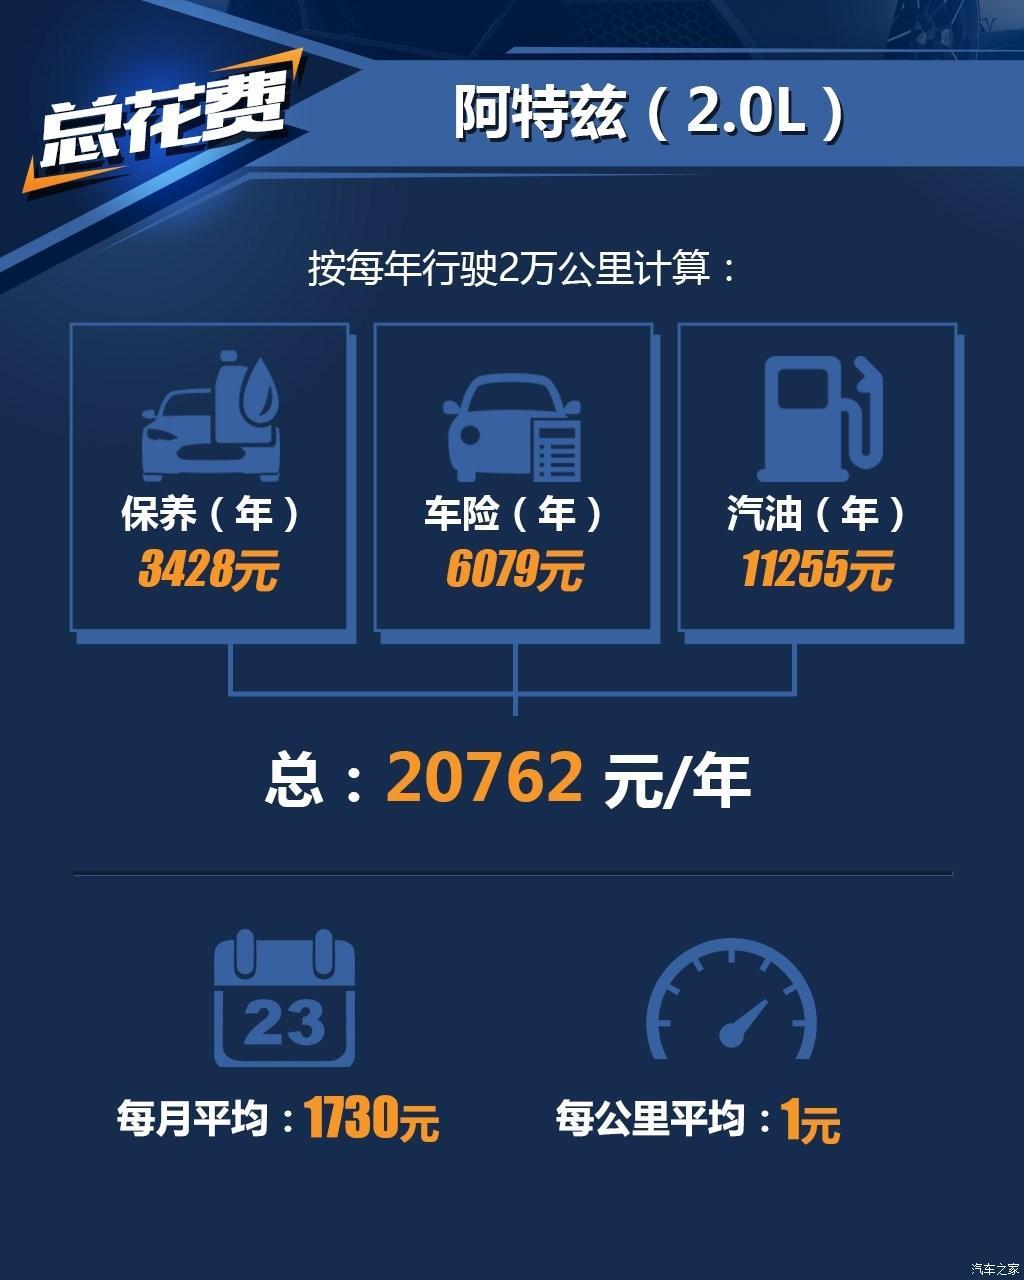 总花费
阿特兹（2.0L）
按每年行驶2万公里计算：
保养（年）
3428元
车险（年）
6079元
汽油（年）
11255元
总：20762 元/年
23
每月平均：1730元
每公里平均：1元
汽车之家